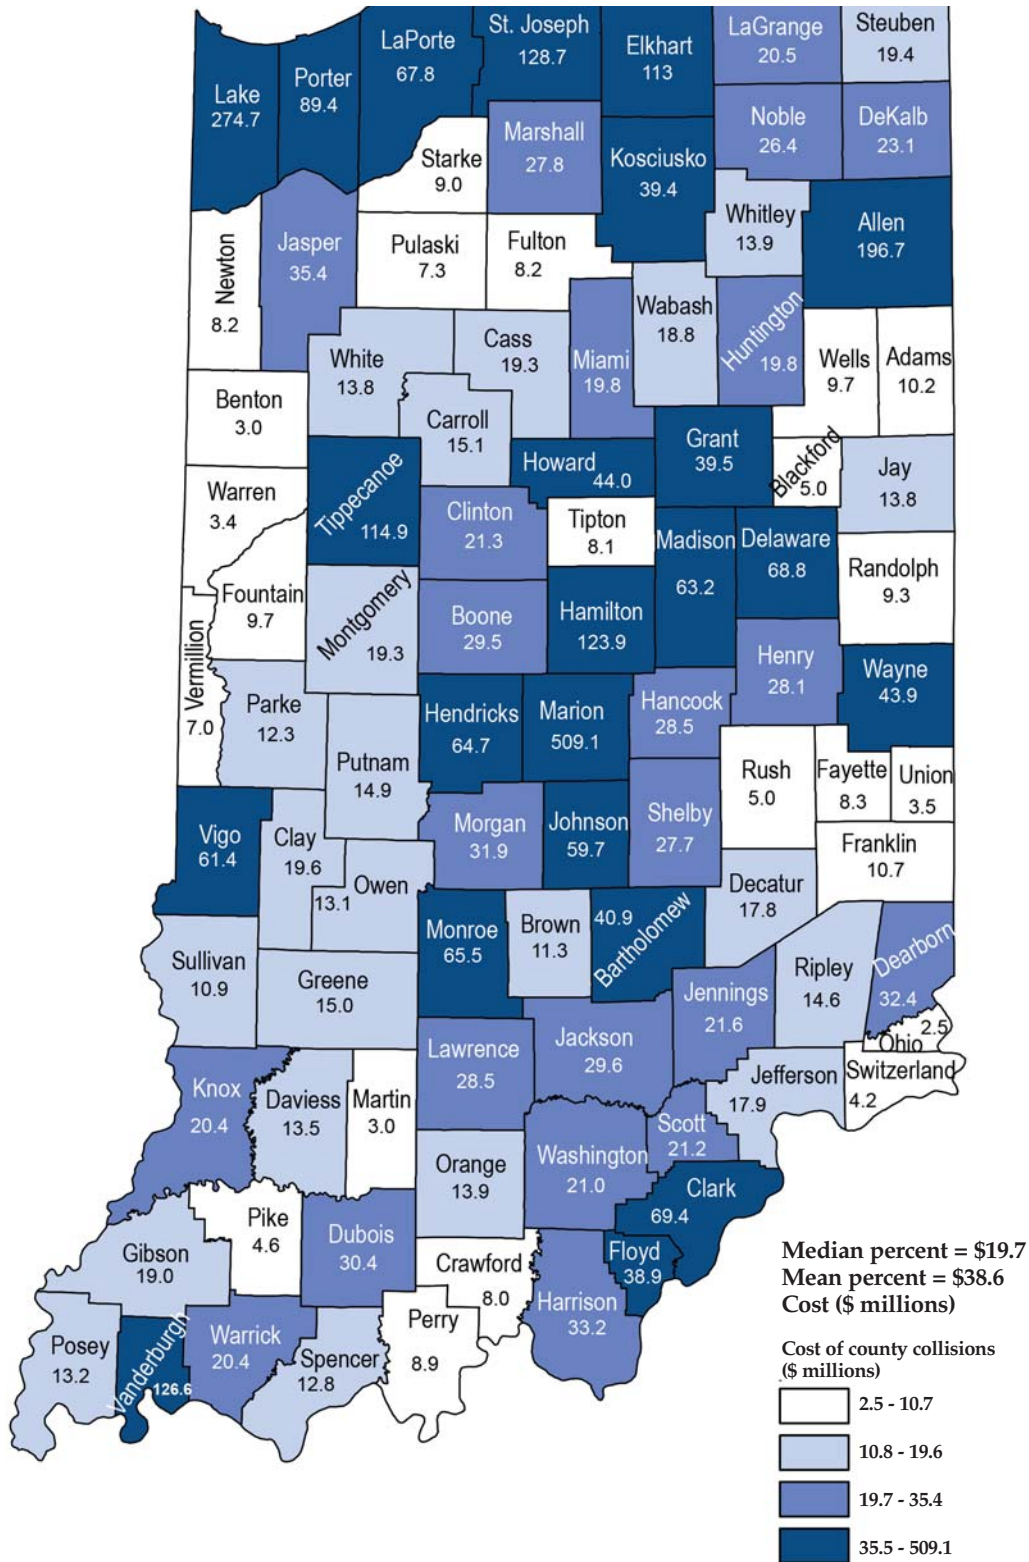 LaPorte
67.8
St. Joseph
128.7
Elkhart
113
LaGrange
20.5
Steuben
19.4
Lake
274.7
Porter
89.4
Starke
9.0
Marshall
27.8
Kosciusko
39.4
Noble
26.4
DeKalb
23.1
Newton
8.2
Jasper
35.4
Pulaski
7.3
Fulton
8.2
Whitley
13.9
Allen
196.7
White
13.8
Cass
19.3
Miami
19.8
Wabash
18.8
Huntington
19.8
Wells
9.7
Adams
10.2
Benton
3.0
Carroll
15.1
Howard
44.0
Grant
39.5
Blackford
5.0
Jay
13.8
Warren
3.4
Tippecanoe
114.9
Clinton
21.3
Tipton
8.1
Madison
63.2
Delaware
68.8
Randolph
9.3
Fountain
9.7
Montgomery
19.3
Boone
29.5
Hamilton
123.9
Henry
28.1
Wayne
43.9
Vermillion
7.0
Parke
12.3
Putnam
14.9
Hendricks
64.7
Marion
509.1
Hancock
28.5
Rush
5.0
Fayette
8.3
Union
3.5
Vigo
61.4
Clay
19.6
Owen
13.1
Morgan
31.9
Johnson
59.7
Shelby
27.7
Franklin
10.7
Decatur
17.8
Sullivan
10.9
Greene
15.0
Monroe
65.5
Brown
11.3
40.9
Bartholomew
Jennings
21.6
Ripley
14.6
Dearborn
32.4
2.5
Ohio
Knox
20.4
Daviess
13.5
Martin
3.0
Lawrence
28.5
Jackson
29.6
Jefferson
17.9
Switzerland
4.2
Scott
21.2
Orange
13.9
Washington
21.0
Clark
69.4
Gibson
19.0
Pike
4.6
Dubois
30.4
Crawford
8.0
Floyd
38.9
Harrison
33.2
Posey
13.2
Vanderburgh
126.6
Warrick
20.4
Spencer
12.8
Perry
8.9
Median percent = $19.7
Mean percent = $38.6
Cost ($ millions)
Cost of county collisions
($ millions)
2.5 - 10.7
10.8 - 19.6
19.7 - 35.4
35.5 - 509.1